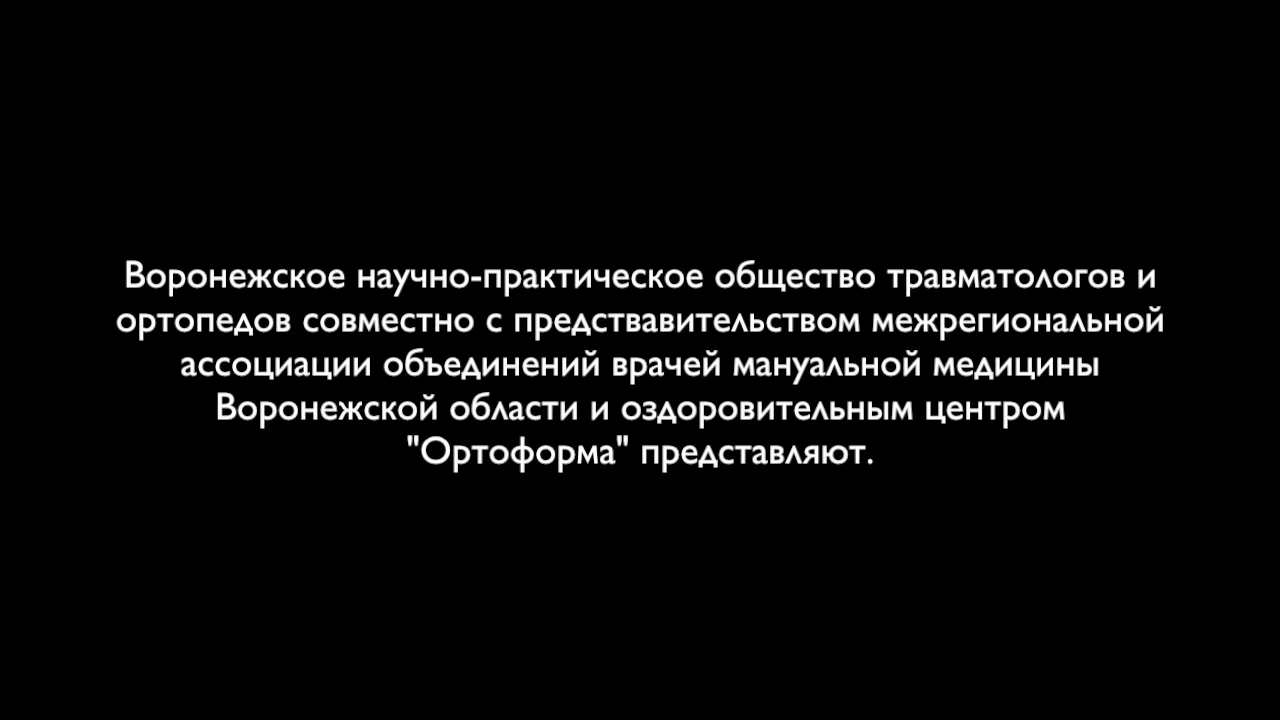 Воронежское научно-практическое общество травматологов и
ортопедов совместно с предствавительством межрегиональной
ассоциации объединений врачей мануальной медицины
Воронежской области и оздоровительным центром
"Ортоформа" представляют.